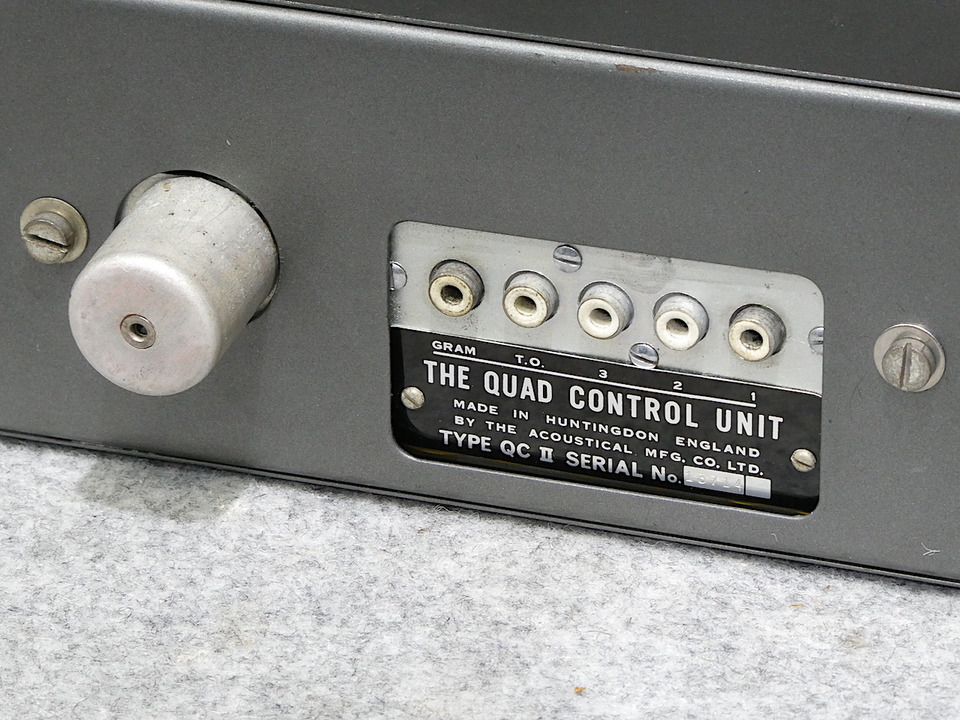 GRAM T.O. 3 2 1
THE QUAD CONTROL UNIT
MADE IN HUNTINGDON ENGLAND
BY THE ACOUSTICAL MFG. CO. LTD.
TYPE QC II SERIAL No.